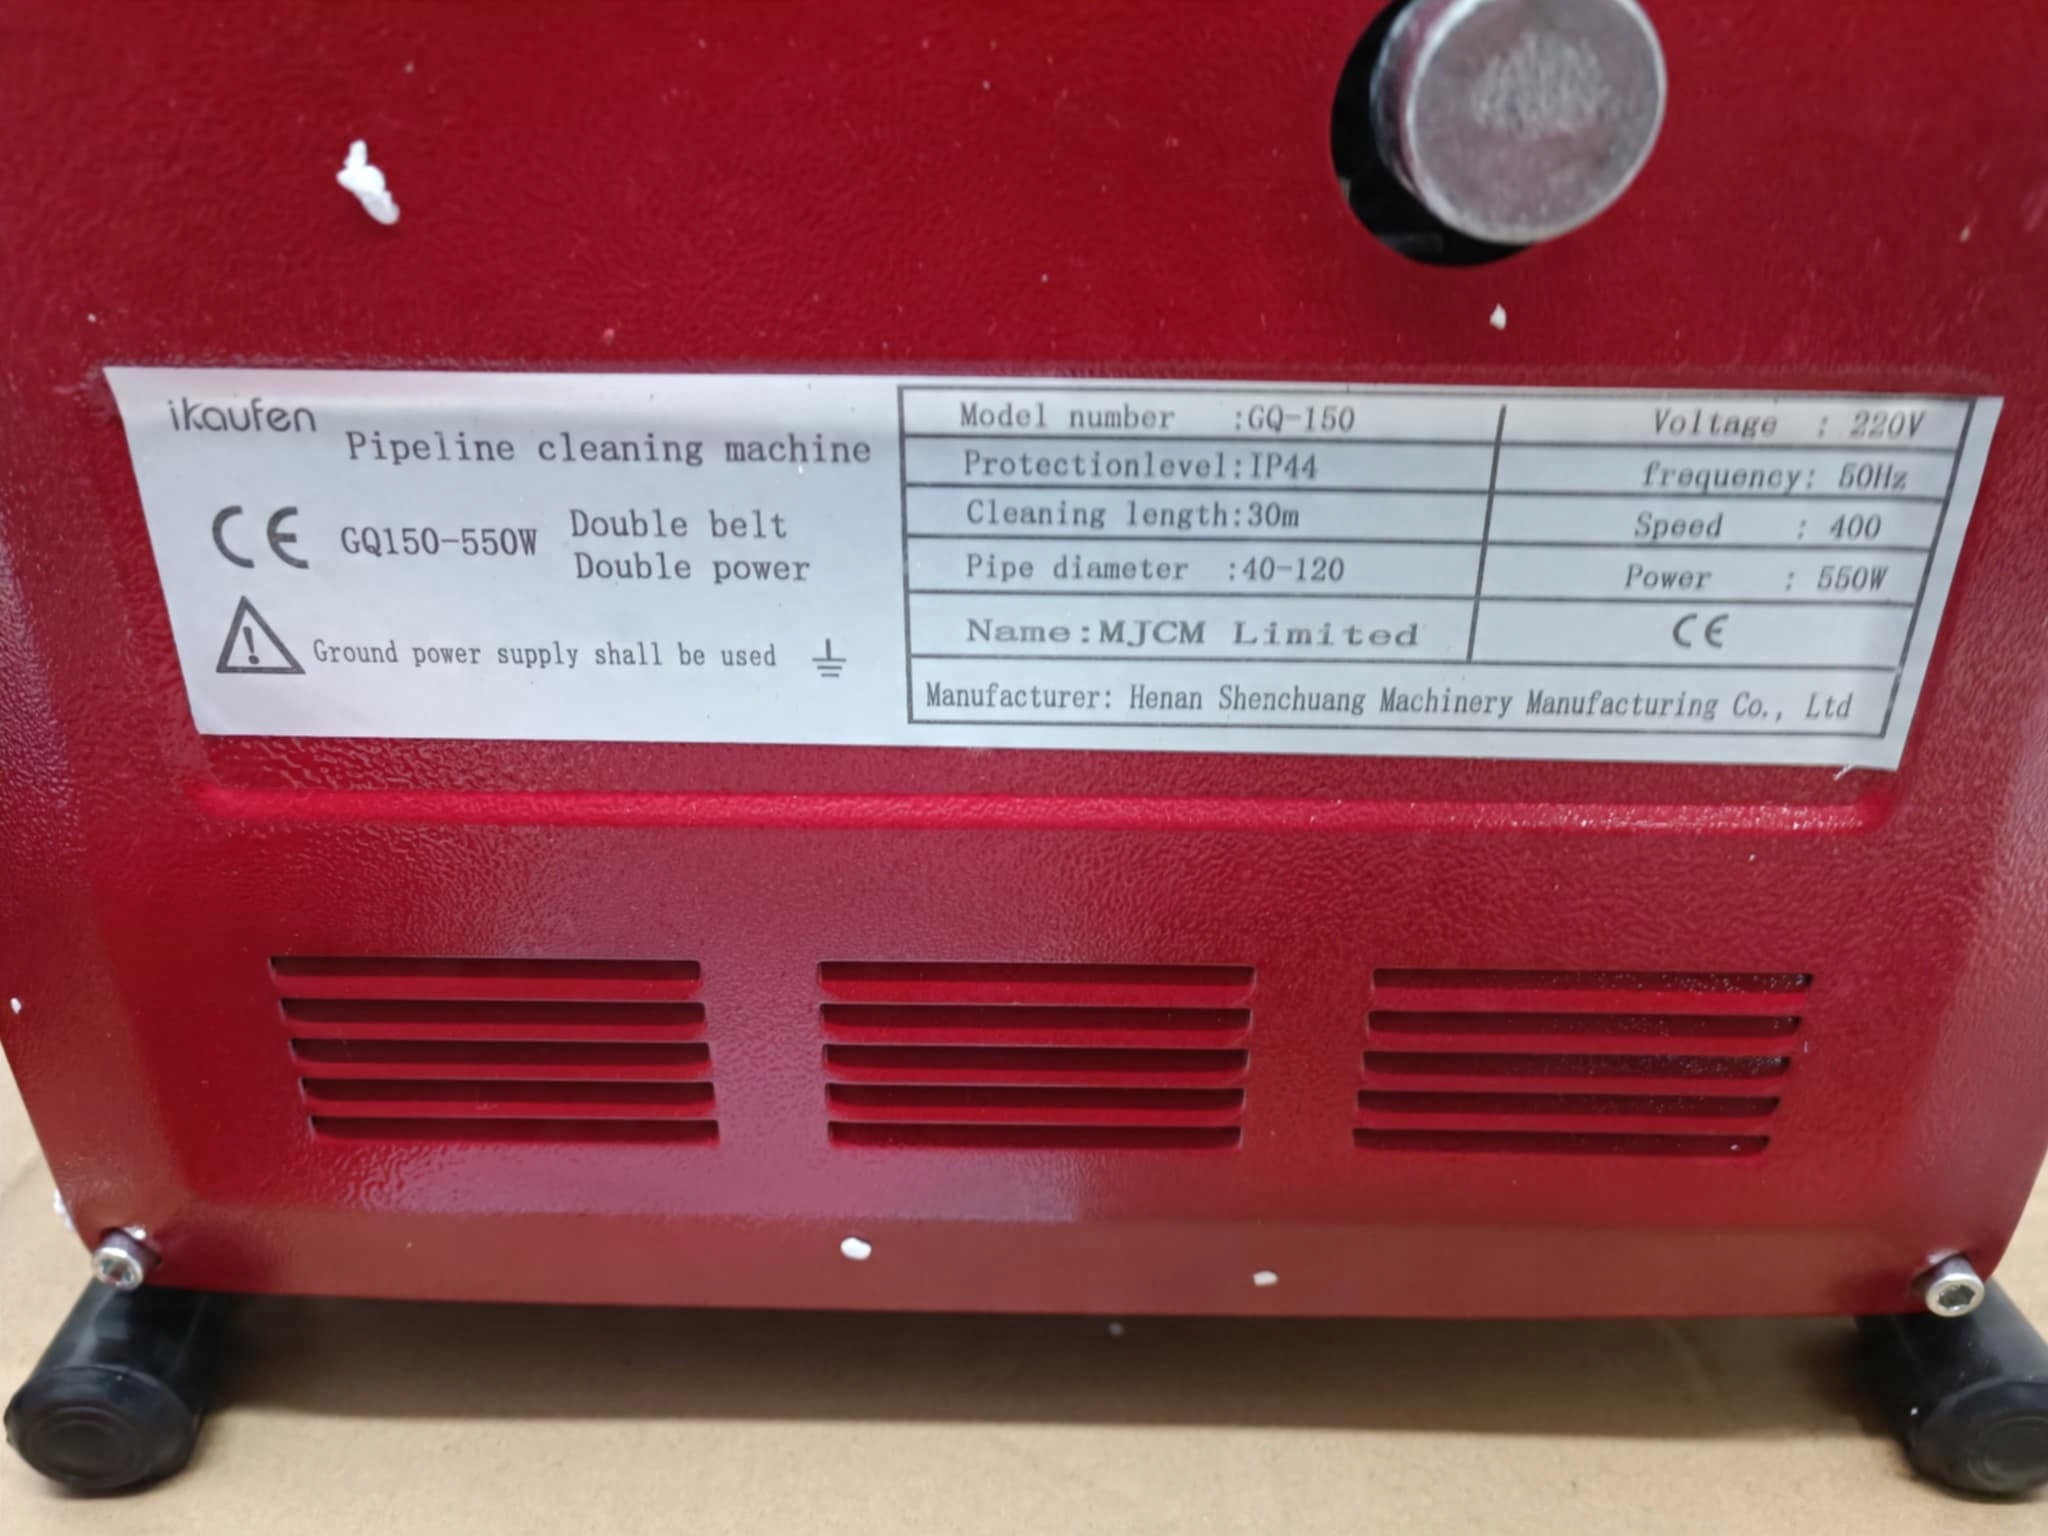 ikaufen
Pipeline cleaning machine
CE GQ150-550W Double belt
Double power
Ground power supply shall be used
Model number :GQ-150 Voltage : 220V
Protectionlevel:IP44 frequency: 50Hz
Cleaning length:30m Speed : 400
Pipe diameter :40-120 Power : 550W
Name:MJCM Limited CE
Manufacturer: Henan Shenchuang Machinery Manufacturing Co., Ltd